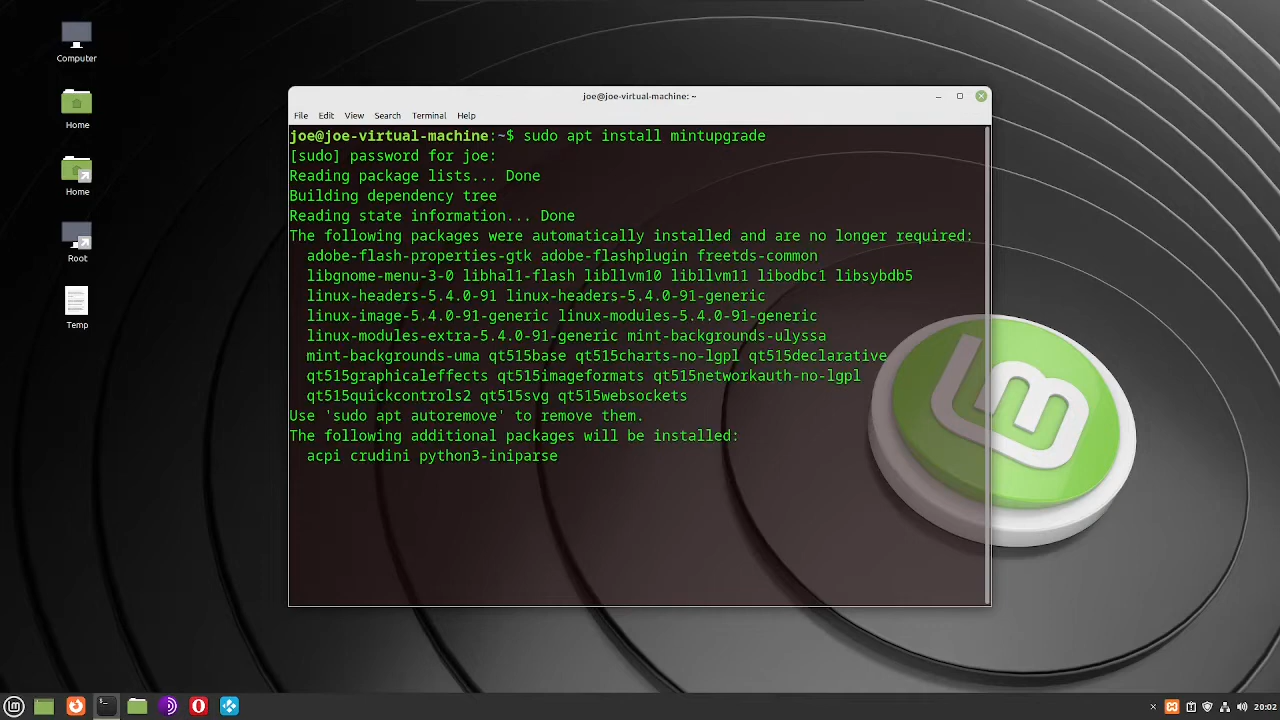 Computer
Home
Home
Root
Temp
joe@joe-virtual-machine: ~
File Edit View Search Terminal Help
joe@joe-virtual-machine:~$ sudo apt install mintupgrade
[sudo] password for joe:
Reading package lists... Done
Building dependency tree
Reading state information... Done
The following packages were automatically installed and are no longer required:
adobe-flash-properties-gtk adobe-flashplugin freetds-common
libgnome-menu-3-0 libhal1-flash libllvm10 libllvm11 libodbc1 libsybdb5
linux-headers-5.4.0-91 linux-headers-5.4.0-91-generic
linux-image-5.4.0-91-generic linux-modules-5.4.0-91-generic
linux-modules-extra-5.4.0-91-generic mint-backgrounds-ulyssa
mint-backgrounds-uma qt515base qt515charts-no-lgpl qt515declarative
qt515graphicaleffects qt515imageformats qt515networkauth-no-lgpl
qt515quickcontrols2 qt515svg qt515websockets
Use 'sudo apt autoremove' to remove them.
The following additional packages will be installed:
acpi crudini python3-iniparse
20:02